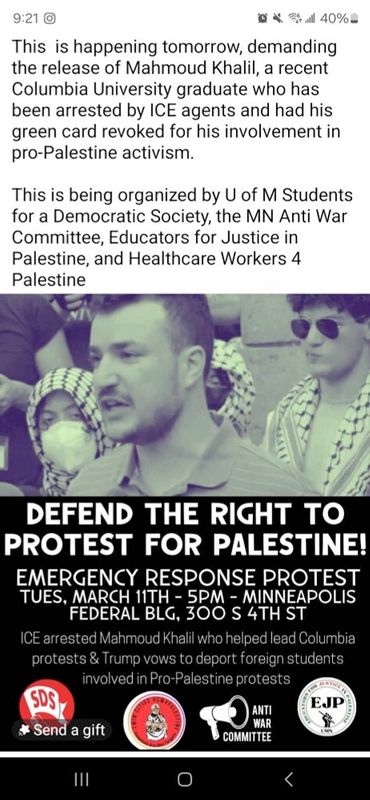 9:21
40%
This is happening tomorrow, demanding
the release of Mahmoud Khalil, a recent
Columbia University graduate who has
been arrested by ICE agents and had his
green card revoked for his involvement in
pro-Palestine activism.
This is being organized by U of M Students
for a Democratic Society, the MN Anti War
Committee, Educators for Justice in
Palestine, and Healthcare Workers 4
Palestine
DEFEND THE RIGHT TO
PROTEST FOR PALESTINE!
EMERGENCY RESPONSE PROTEST
TUES, MARCH 11TH - 5PM - MINNEAPOLIS
FEDERAL BLG, 300 S 4TH ST
ICE arrested Mahmoud Khalil who helped lead Columbia
protests & Trump vows to deport foreign students
involved in Pro-Palestine protests
SDS
Send a gift
ANTI
WAR
COMMITTEE
EJP
UMN